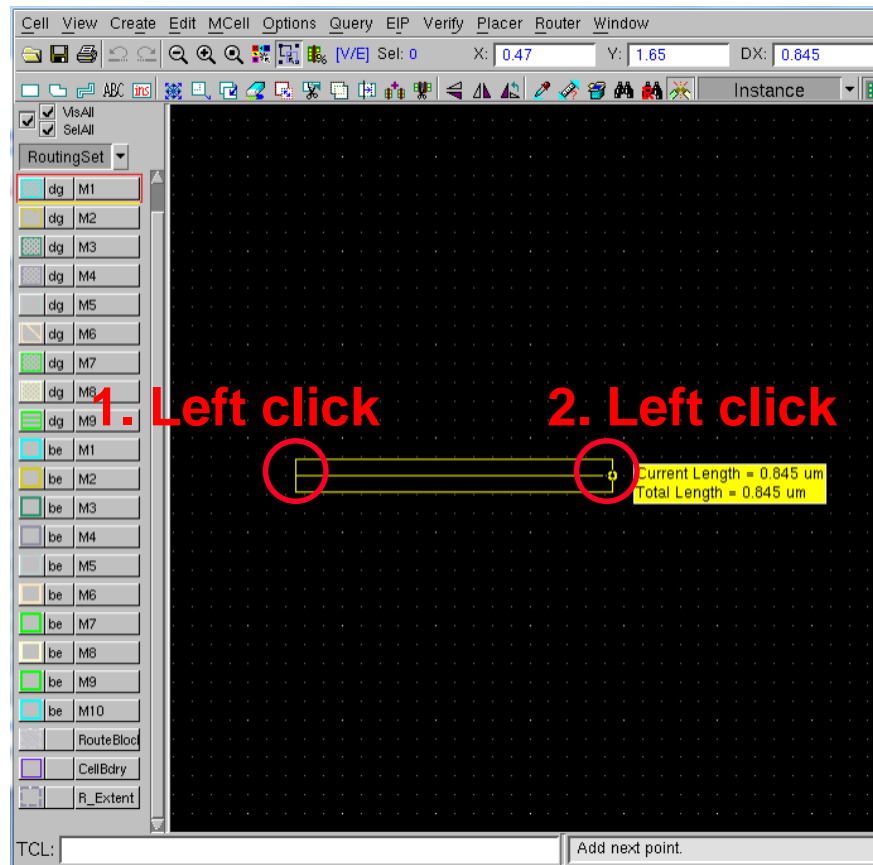 Cell View Create Edit MCell Options Query EIP Verify Placer Router Window
[V/E] Sel: 0 X: 0.47 Y: 1.65 DX: 0.845
ABC ins Instance
VisAll
SelAll
RoutingSet
dg M1
dg M2
dg M3
dg M4
dg M5
dg M6
dg M7
dg M8
dg M9
1. Left click 2. Left click
be M1
be M2
Current Length = 0.845 um
Total Length = 0.845 um
be M3
be M4
be M5
be M6
be M7
be M8
be M9
be M10
RouteBloc
CellBdry
R_Extent
TCL: Add next point.